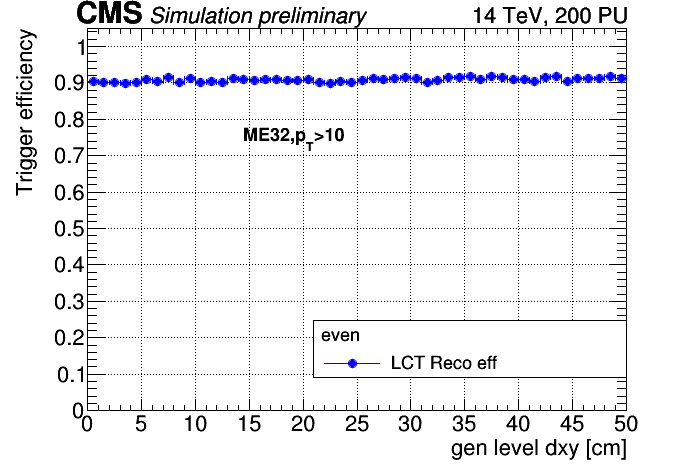 CMS Simulation preliminary 14 TeV, 200 PU
Trigger efficiency
1
0.9
0.8
0.7
0.6
0.5
0.4
0.3
0.2
0.1
0
ME32,pT>10
even
LCT Reco eff
0 5 10 15 20 25 30 35 40 45 50
gen level dxy [cm]